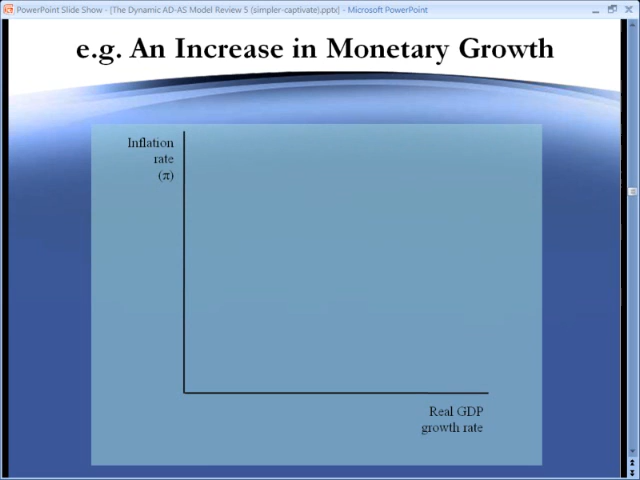 PowerPoint Slide Show - [The Dynamic AD-AS Model Review 5 (simpler-captivate).pptx] - Microsoft PowerPoint
e.g. An Increase in Monetary Growth
Inflation
rate
(π)
Real GDP
growth rate